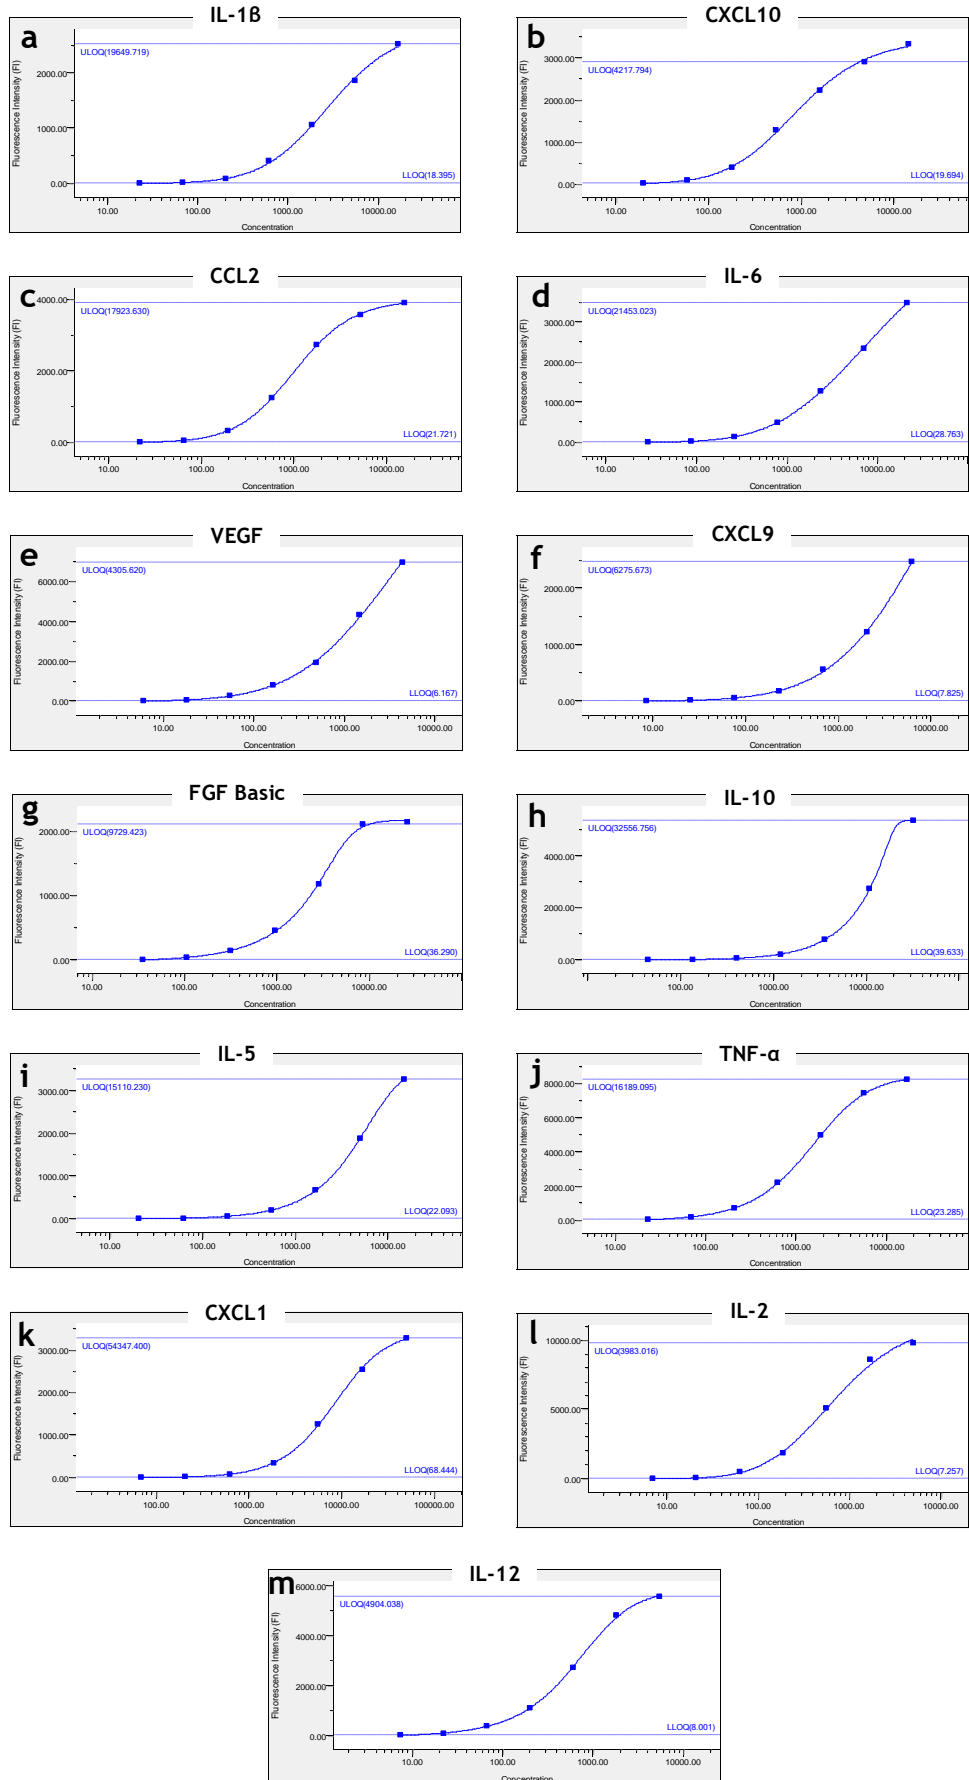 IL-1ß
a
Fluorescence Intensity (FI)
ULOQ(19649.719)
2000.00
1000.00
0.00
LLOQ(18.395)
10.00 100.00 1000.00 10000.00
Concentration
CXCL10
b
Fluorescence Intensity (FI)
3000.00
ULOQ(4217.794)
2000.00
1000.00
0.00
LLOQ(19.694)
10.00 100.00 1000.00 10000.00
Concentration
CCL2
c
Fluorescence Intensity (FI)
4000.00
ULOQ(17923.630)
2000.00
0.00
LLOQ(21.721)
10.00 100.00 1000.00 10000.00
Concentration
IL-6
d
Fluorescence Intensity (FI)
ULOQ(21453.023)
3000.00
2000.00
1000.00
0.00
LLOQ(28.763)
10.00 100.00 1000.00 10000.00
Concentration
VEGF
e
Fluorescence Intensity (FI)
ULOQ(4305.620)
6000.00
4000.00
2000.00
0.00
LLOQ(6.167)
10.00 100.00 1000.00 10000.00
Concentration
CXCL9
f
Fluorescence Intensity (FI)
ULOQ(6275.673)
2000.00
1000.00
0.00
LLOQ(7.825)
10.00 100.00 1000.00 10000.00
Concentration
FGF Basic
g
Fluorescence Intensity (FI)
2000.00
ULOQ(9729.423)
1000.00
0.00
LLOQ(36.290)
10.00 100.00 1000.00 10000.00
Concentration
IL-10
h
Fluorescence Intensity (FI)
ULOQ(32556.756)
4000.00
2000.00
0.00
LLOQ(39.633)
100.00 1000.00 10000.00
Concentration
IL-5
i
Fluorescence Intensity (FI)
ULOQ(15110.230)
3000.00
2000.00
1000.00
0.00
LLOQ(22.093)
10.00 100.00 1000.00 10000.00
Concentration
TNF-α
j
Fluorescence Intensity (FI)
8000.00
ULOQ(16189.095)
6000.00
4000.00
2000.00
0.00
LLOQ(23.285)
10.00 100.00 1000.00 10000.00
Concentration
CXCL1
k
Fluorescence Intensity (FI)
ULOQ(54347.400)
3000.00
2000.00
1000.00
0.00
LLOQ(68.444)
100.00 1000.00 10000.00 100000.00
Concentration
IL-2
l
Fluorescence Intensity (FI)
10000.00
ULOQ(3983.016)
5000.00
0.00
LLOQ(7.257)
10.00 100.00 1000.00 10000.00
Concentration
IL-12
m
Fluorescence Intensity (FI)
6000.00
ULOQ(4904.038)
4000.00
2000.00
0.00
LLOQ(8.001)
10.00 100.00 1000.00 10000.00
Concentration